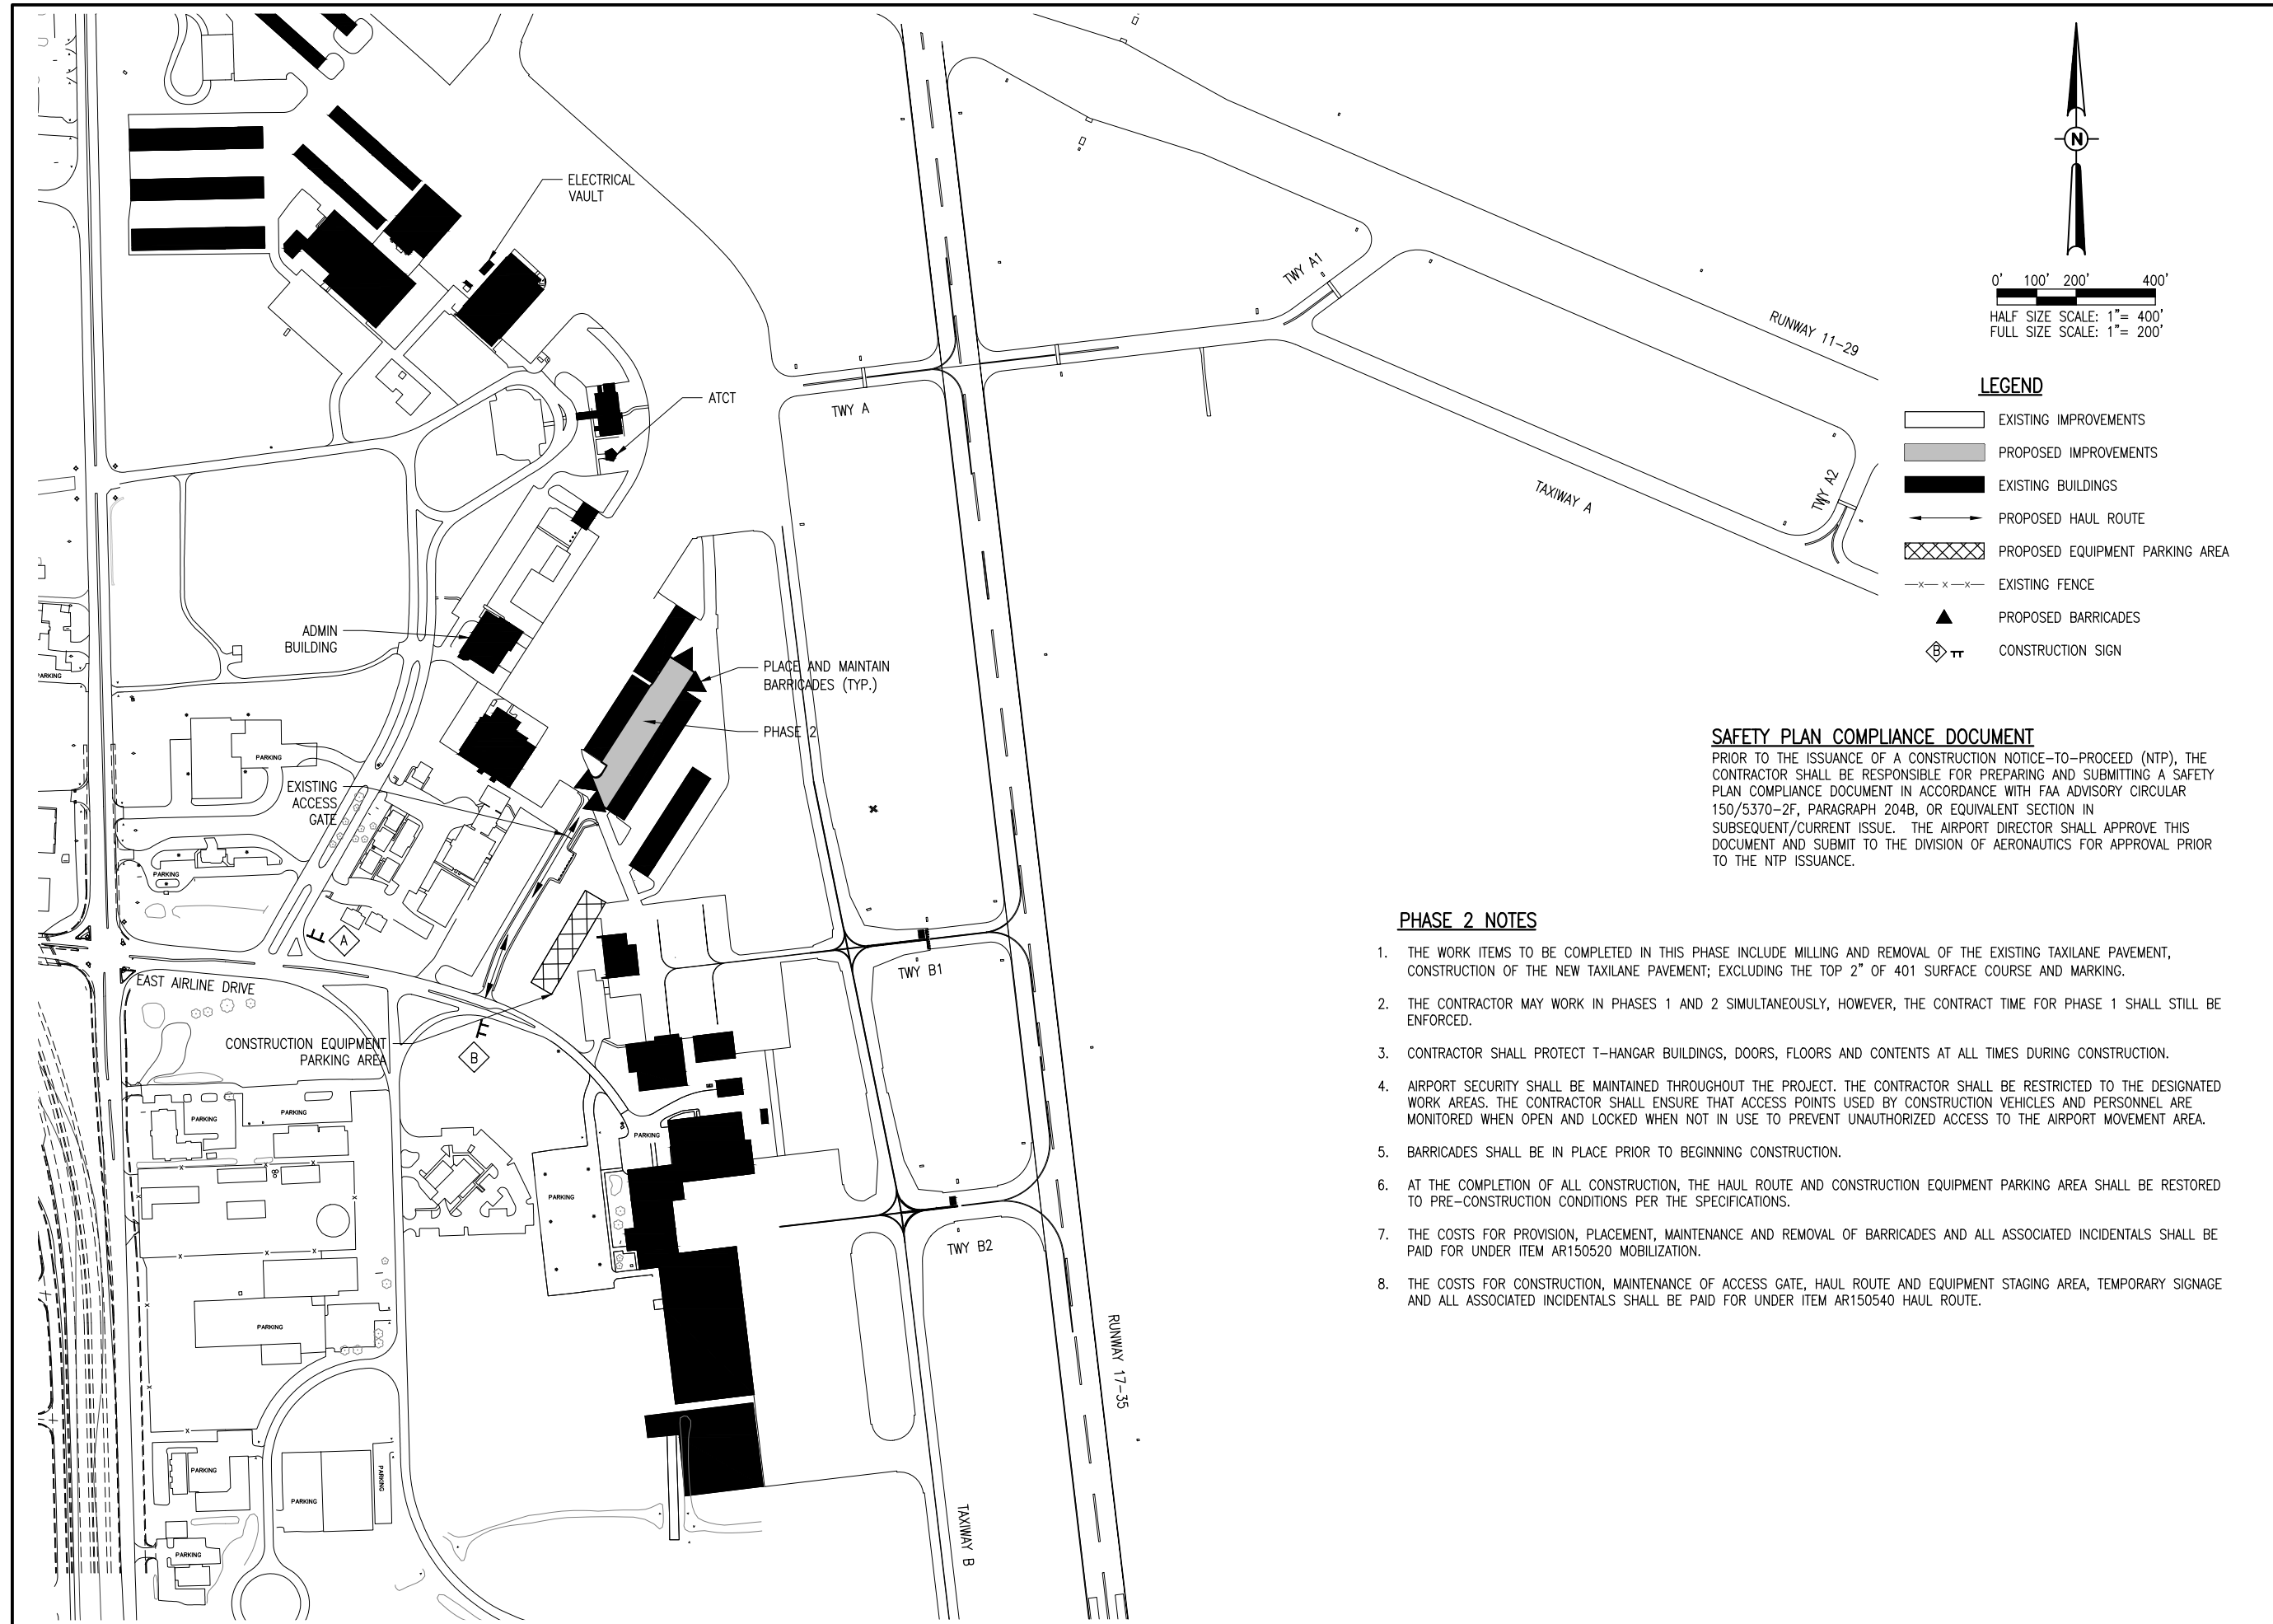 ELECTRICAL
VAULT
ATCT
TWY A
TWY A1
RUNWAY 11-29
TAXIWAY A
TWY A2
N
0' 100' 200' 400'
HALF SIZE SCALE: 1"= 400'
FULL SIZE SCALE: 1"= 200'
LEGEND
EXISTING IMPROVEMENTS
PROPOSED IMPROVEMENTS
EXISTING BUILDINGS
PROPOSED HAUL ROUTE
PROPOSED EQUIPMENT PARKING AREA
—x—x—x— EXISTING FENCE
PROPOSED BARRICADES
B CONSTRUCTION SIGN
ADMIN
BUILDING
PARKING
PLACE AND MAINTAIN
BARRICADES (TYP.)
PHASE 2
PARKING
EXISTING
ACCESS
GATE
PARKING
A
EAST AIRLINE DRIVE
TWY B1
CONSTRUCTION EQUIPMENT
PARKING AREA
B
PARKING
PARKING
PARKING
PARKING
TWY B2
PARKING
RUNWAY 17-35
PARKING
PARKING
PARKING
TAXIWAY B
PARKING
SAFETY PLAN COMPLIANCE DOCUMENT
PRIOR TO THE ISSUANCE OF A CONSTRUCTION NOTICE-TO-PROCEED (NTP), THE
CONTRACTOR SHALL BE RESPONSIBLE FOR PREPARING AND SUBMITTING A SAFETY
PLAN COMPLIANCE DOCUMENT IN ACCORDANCE WITH FAA ADVISORY CIRCULAR
150/5370-2F, PARAGRAPH 204B, OR EQUIVALENT SECTION IN
SUBSEQUENT/CURRENT ISSUE. THE AIRPORT DIRECTOR SHALL APPROVE THIS
DOCUMENT AND SUBMIT TO THE DIVISION OF AERONAUTICS FOR APPROVAL PRIOR
TO THE NTP ISSUANCE.
PHASE 2 NOTES
1. THE WORK ITEMS TO BE COMPLETED IN THIS PHASE INCLUDE MILLING AND REMOVAL OF THE EXISTING TAXILANE PAVEMENT,
CONSTRUCTION OF THE NEW TAXILANE PAVEMENT; EXCLUDING THE TOP 2" OF 401 SURFACE COURSE AND MARKING.
2. THE CONTRACTOR MAY WORK IN PHASES 1 AND 2 SIMULTANEOUSLY, HOWEVER, THE CONTRACT TIME FOR PHASE 1 SHALL STILL BE
ENFORCED.
3. CONTRACTOR SHALL PROTECT T-HANGAR BUILDINGS, DOORS, FLOORS AND CONTENTS AT ALL TIMES DURING CONSTRUCTION.
4. AIRPORT SECURITY SHALL BE MAINTAINED THROUGHOUT THE PROJECT. THE CONTRACTOR SHALL BE RESTRICTED TO THE DESIGNATED
WORK AREAS. THE CONTRACTOR SHALL ENSURE THAT ACCESS POINTS USED BY CONSTRUCTION VEHICLES AND PERSONNEL ARE
MONITORED WHEN OPEN AND LOCKED WHEN NOT IN USE TO PREVENT UNAUTHORIZED ACCESS TO THE AIRPORT MOVEMENT AREA.
5. BARRICADES SHALL BE IN PLACE PRIOR TO BEGINNING CONSTRUCTION.
6. AT THE COMPLETION OF ALL CONSTRUCTION, THE HAUL ROUTE AND CONSTRUCTION EQUIPMENT PARKING AREA SHALL BE RESTORED
TO PRE-CONSTRUCTION CONDITIONS PER THE SPECIFICATIONS.
7. THE COSTS FOR PROVISION, PLACEMENT, MAINTENANCE AND REMOVAL OF BARRICADES AND ALL ASSOCIATED INCIDENTALS SHALL BE
PAID FOR UNDER ITEM AR150520 MOBILIZATION.
8. THE COSTS FOR CONSTRUCTION, MAINTENANCE OF ACCESS GATE, HAUL ROUTE AND EQUIPMENT STAGING AREA, TEMPORARY SIGNAGE
AND ALL ASSOCIATED INCIDENTALS SHALL BE PAID FOR UNDER ITEM AR150540 HAUL ROUTE.